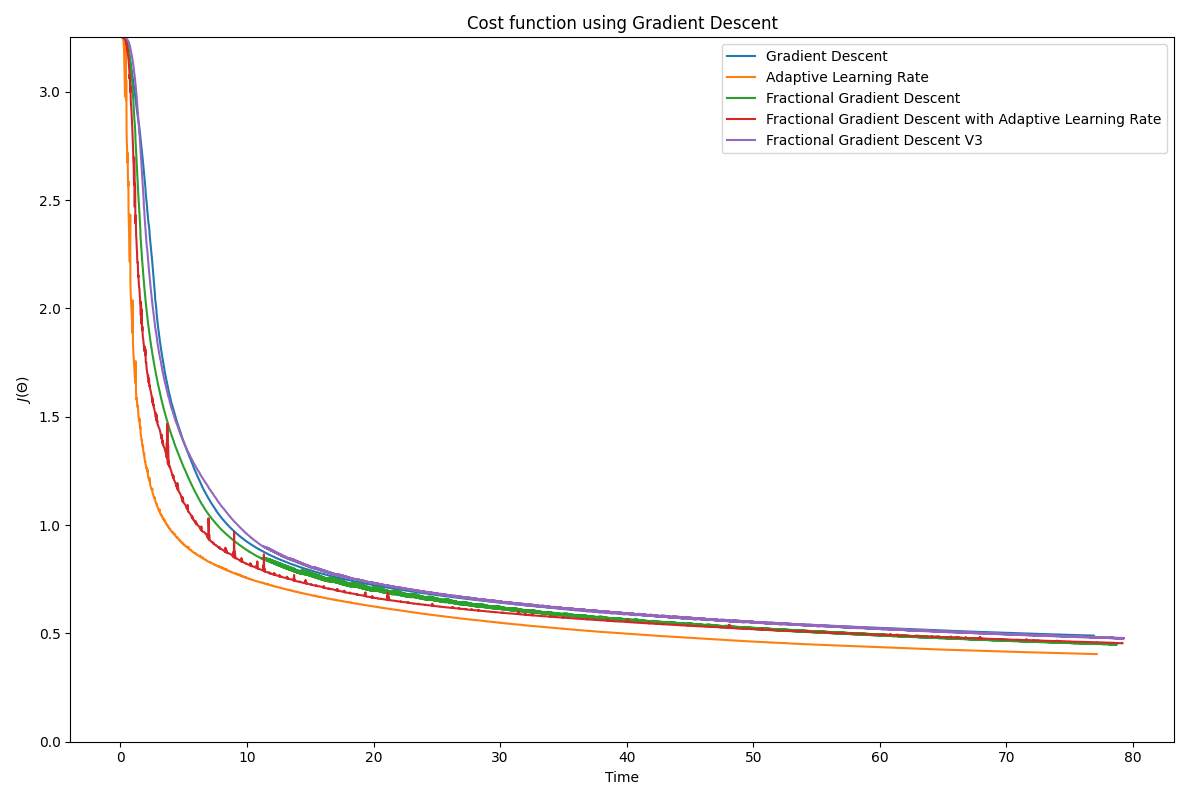 Cost function using Gradient Descent
Gradient Descent
Adaptive Learning Rate
Fractional Gradient Descent
Fractional Gradient Descent with Adaptive Learning Rate
Fractional Gradient Descent V3
3.0
2.5
2.0
1.5
1.0
0.5
0.0
J(Θ)
0 10 20 30 40 50 60 70 80
Time